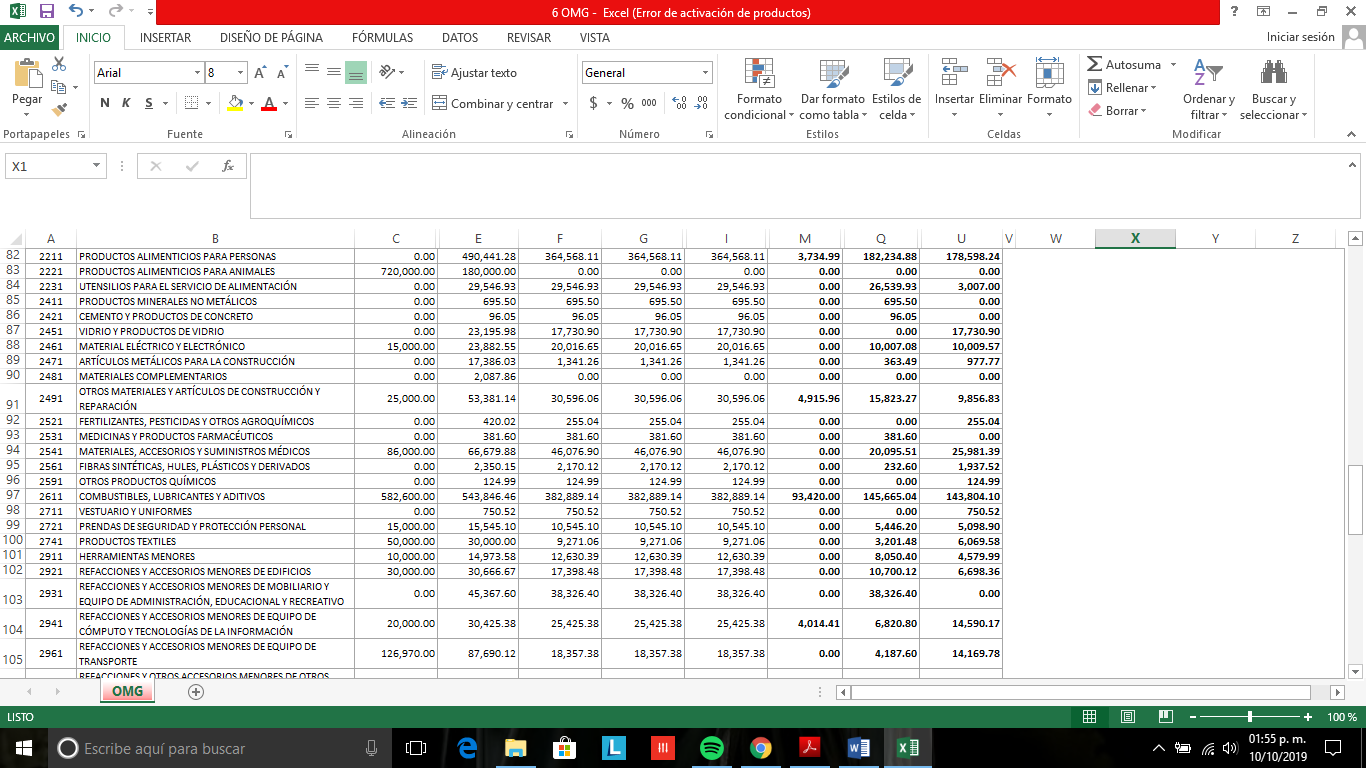 6 OMG - Excel (Error de activación de productos)
ARCHIVO INICIO INSERTAR DISEÑO DE PÁGINA FÓRMULAS DATOS REVISAR VISTA Iniciar sesión
Pegar
Arial 8
N K S
Ajustar texto
Combinar y centrar
General
$ % 000
Formato condicional
Dar formato como tabla
Estilos de celda
Insertar Eliminar Formato
Autosuma
Rellenar
Borrar
Ordenar y filtrar
Buscar y seleccionar
Portapapeles Fuente Alineación Número Estilos Celdas Modificar
X1
A B C E F G I M Q U V W X Y Z
82 2211 PRODUCTOS ALIMENTICIOS PARA PERSONAS 0.00 490,441.28 364,568.11 364,568.11 364,568.11 3,734.99 182,234.88 178,598.24
83 2221 PRODUCTOS ALIMENTICIOS PARA ANIMALES 720,000.00 180,000.00 0.00 0.00 0.00 0.00 0.00 0.00
84 2231 UTENSILIOS PARA EL SERVICIO DE ALIMENTACIÓN 0.00 29,546.93 29,546.93 29,546.93 29,546.93 0.00 26,539.93 3,007.00
85 2411 PRODUCTOS MINERALES NO METÁLICOS 0.00 695.50 695.50 695.50 695.50 0.00 695.50 0.00
86 2421 CEMENTO Y PRODUCTOS DE CONCRETO 0.00 96.05 96.05 96.05 96.05 0.00 96.05 0.00
87 2451 VIDRIO Y PRODUCTOS DE VIDRIO 0.00 23,195.98 17,730.90 17,730.90 17,730.90 0.00 0.00 17,730.90
88 2461 MATERIAL ELÉCTRICO Y ELECTRÓNICO 15,000.00 23,882.55 20,016.65 20,016.65 20,016.65 0.00 10,007.08 10,009.57
89 2471 ARTÍCULOS METÁLICOS PARA LA CONSTRUCCIÓN 0.00 17,386.03 1,341.26 1,341.26 1,341.26 0.00 363.49 977.77
90 2481 MATERIALES COMPLEMENTARIOS 0.00 2,087.86 0.00 0.00 0.00 0.00 0.00 0.00
91 2491 OTROS MATERIALES Y ARTÍCULOS DE CONSTRUCCIÓN Y
REPARACIÓN 25,000.00 53,381.14 30,596.06 30,596.06 30,596.06 4,915.96 15,823.27 9,856.83
92 2521 FERTILIZANTES, PESTICIDAS Y OTROS AGROQUÍMICOS 0.00 420.02 255.04 255.04 255.04 0.00 0.00 255.04
93 2531 MEDICINAS Y PRODUCTOS FARMACÉUTICOS 0.00 381.60 381.60 381.60 381.60 0.00 381.60 0.00
94 2541 MATERIALES, ACCESORIOS Y SUMINISTROS MÉDICOS 86,000.00 66,679.88 46,076.90 46,076.90 46,076.90 0.00 20,095.51 25,981.39
95 2561 FIBRAS SINTÉTICAS, HULES, PLÁSTICOS Y DERIVADOS 0.00 2,350.15 2,170.12 2,170.12 2,170.12 0.00 232.60 1,937.52
96 2591 OTROS PRODUCTOS QUÍMICOS 0.00 124.99 124.99 124.99 124.99 0.00 0.00 124.99
97 2611 COMBUSTIBLES, LUBRICANTES Y ADITIVOS 582,600.00 543,846.46 382,889.14 382,889.14 382,889.14 93,420.00 145,665.04 143,804.10
98 2711 VESTUARIO Y UNIFORMES 0.00 750.52 750.52 750.52 750.52 0.00 0.00 750.52
99 2721 PRENDAS DE SEGURIDAD Y PROTECCIÓN PERSONAL 15,000.00 15,545.10 10,545.10 10,545.10 10,545.10 0.00 5,446.20 5,098.90
100 2741 PRODUCTOS TEXTILES 50,000.00 30,000.00 9,271.06 9,271.06 9,271.06 0.00 3,201.48 6,069.58
101 2911 HERRAMIENTAS MENORES 10,000.00 14,973.58 12,630.39 12,630.39 12,630.39 0.00 8,050.40 4,579.99
102 2921 REFACCIONES Y ACCESORIOS MENORES DE EDIFICIOS 30,000.00 30,666.67 17,398.48 17,398.48 17,398.48 0.00 10,700.12 6,698.36
103 2931 REFACCIONES Y ACCESORIOS MENORES DE MOBILIARIO Y
EQUIPO DE ADMINISTRACIÓN, EDUCACIONAL Y RECREATIVO 0.00 45,367.60 38,326.40 38,326.40 38,326.40 0.00 38,326.40 0.00
104 2941 REFACCIONES Y ACCESORIOS MENORES DE EQUIPO DE
CÓMPUTO Y TECNOLOGÍAS DE LA INFORMACIÓN 20,000.00 30,425.38 25,425.38 25,425.38 25,425.38 4,014.41 6,820.80 14,590.17
105 2961 REFACCIONES Y ACCESORIOS MENORES DE EQUIPO DE
TRANSPORTE 126,970.00 87,690.12 18,357.38 18,357.38 18,357.38 0.00 4,187.60 14,169.78
REFACCIONES Y OTROS ACCESORIOS MENORES DE OTROS
OMG
LISTO 100 %
Escribe aquí para buscar
01:55 p. m.
10/10/2019